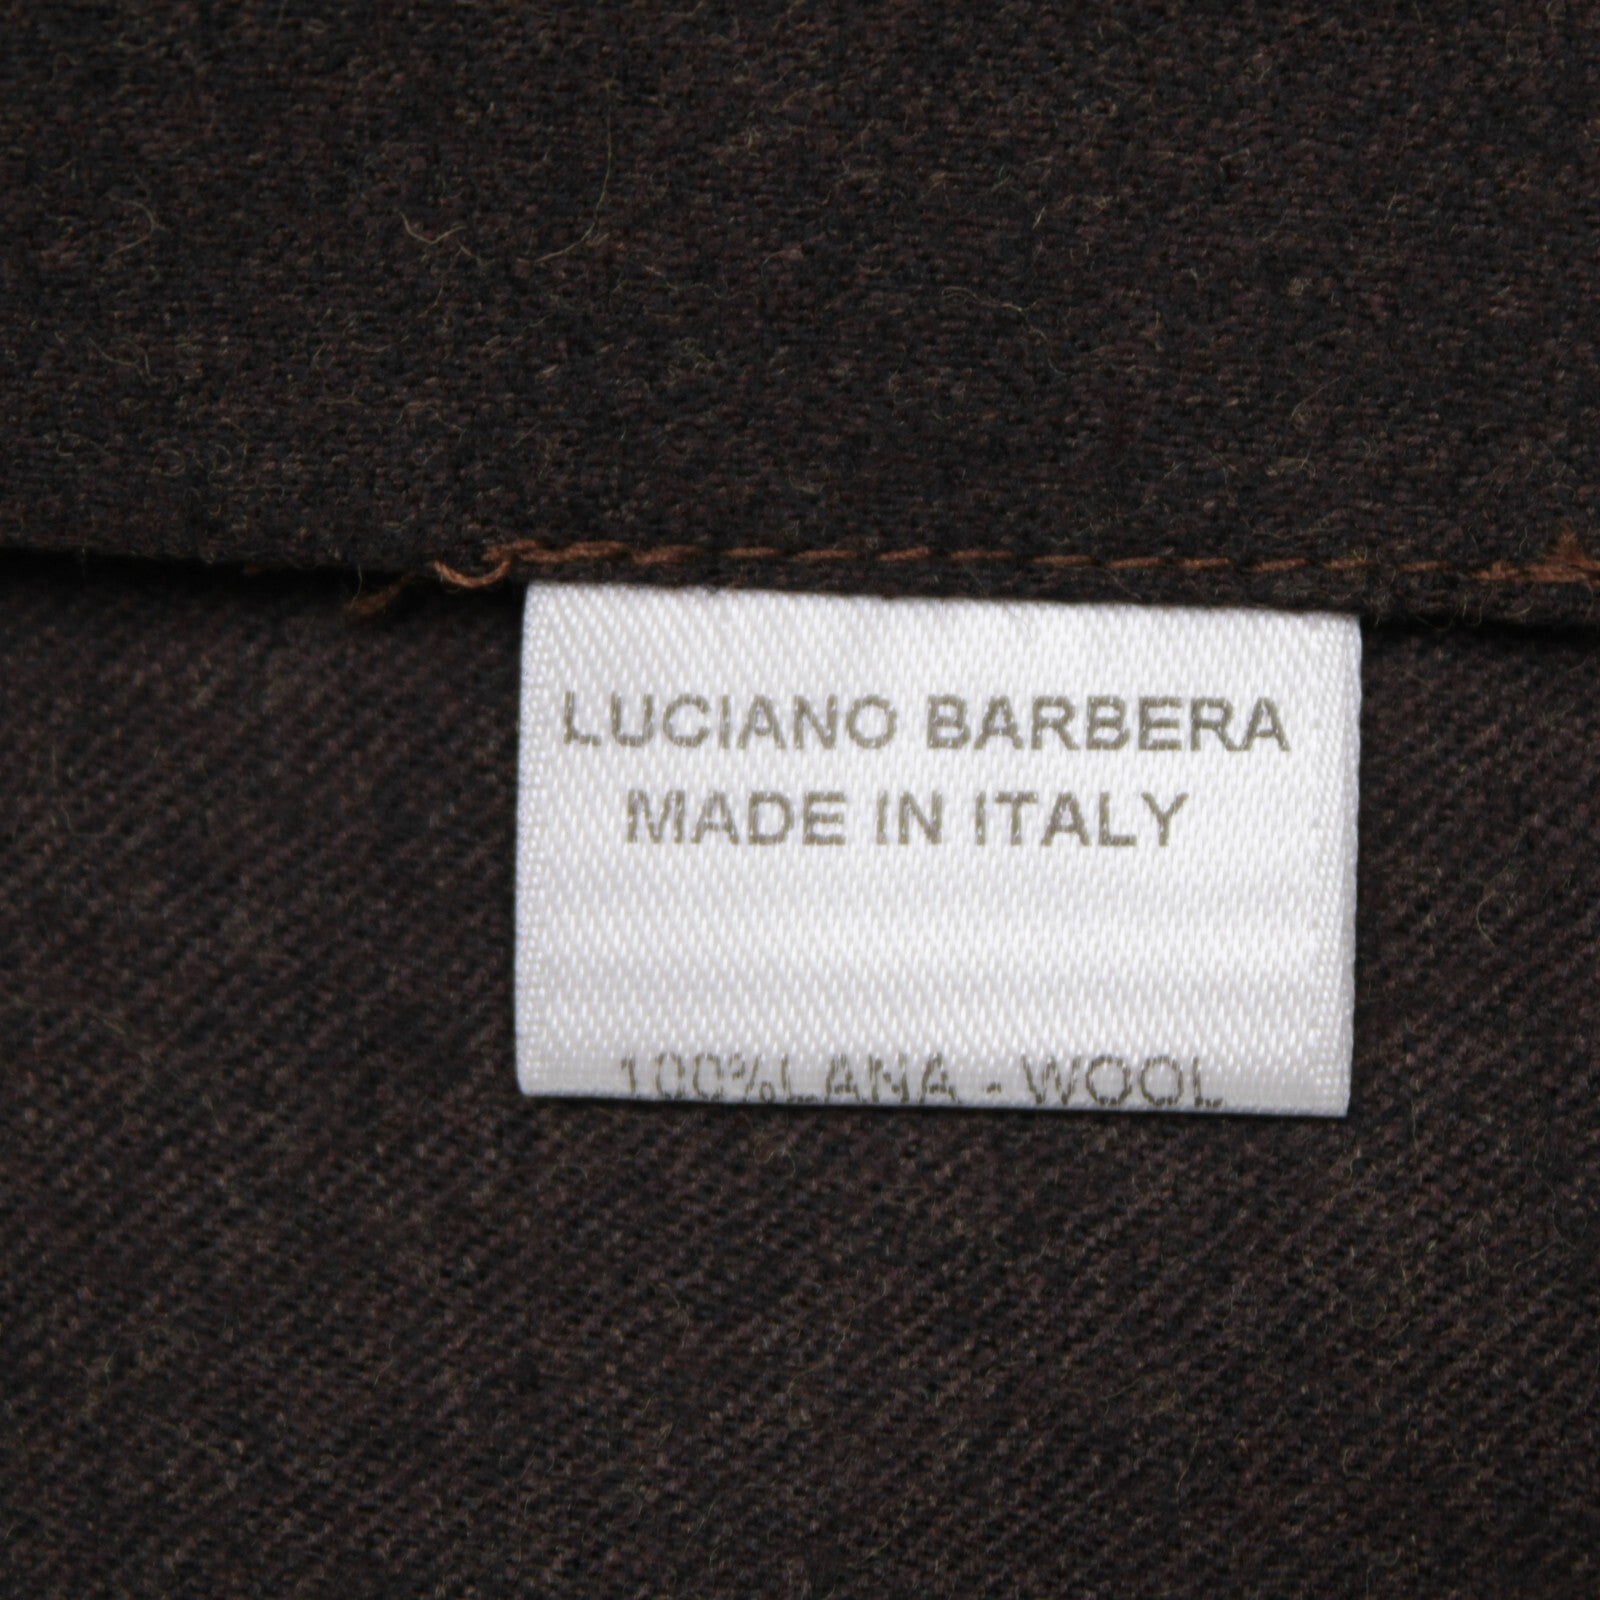 LUCIANO BARBERA
MADE IN ITALY
100% LANA - WOOL